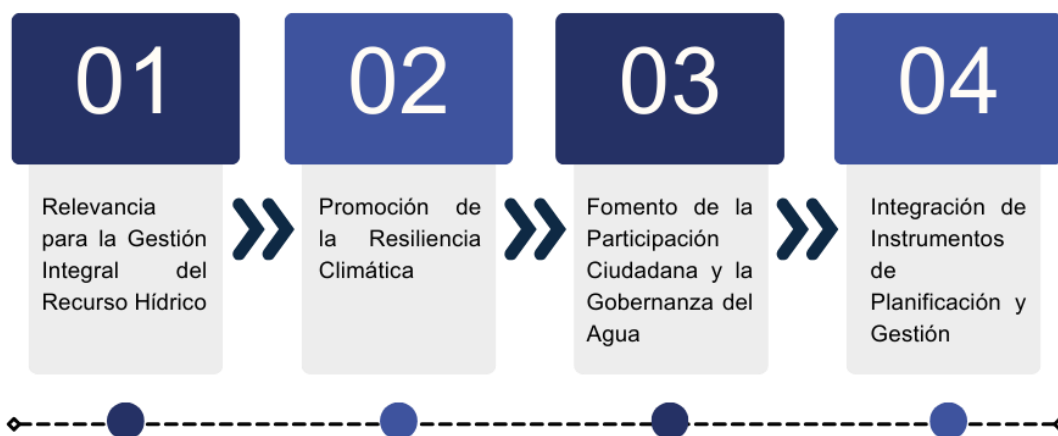 01
Relevancia
para la Gestión
Integral del
Recurso Hídrico
02
Promoción de
la Resiliencia
Climática
03
Fomento de la
Participación
Ciudadana y la
Gobernanza del
Agua
04
Integración de
Instrumentos
de
Planificación y
Gestión